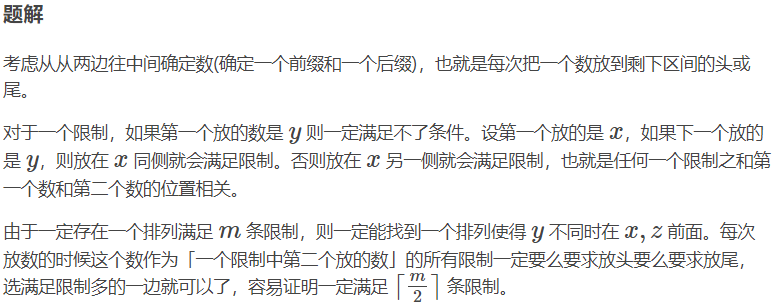 题解
考虑从从两边往中间确定数(确定一个前缀和一个后缀)，也就是每次把一个数放到剩下区间的头或
尾。
对于一个限制，如果第一个放的数是 y 则一定满足不了条件。设第一个放的是 x，如果下一个放的
是 y，则放在 x 同侧就会满足限制。否则放在 x 另一侧就会满足限制，也就是任何一个限制之和第
一个数和第二个数的位置相关。
由于一定存在一个排列满足 m 条限制，则一定能找到一个排列使得 y 不同时在 x, z 前面。每次
放数的时候这个数作为「一个限制中第二个放的数」的所有限制一定要么要求放头要么要求放尾，
选满足限制多的一边就可以了，容易证明一定满足 ⌈m/2⌉ 条限制。